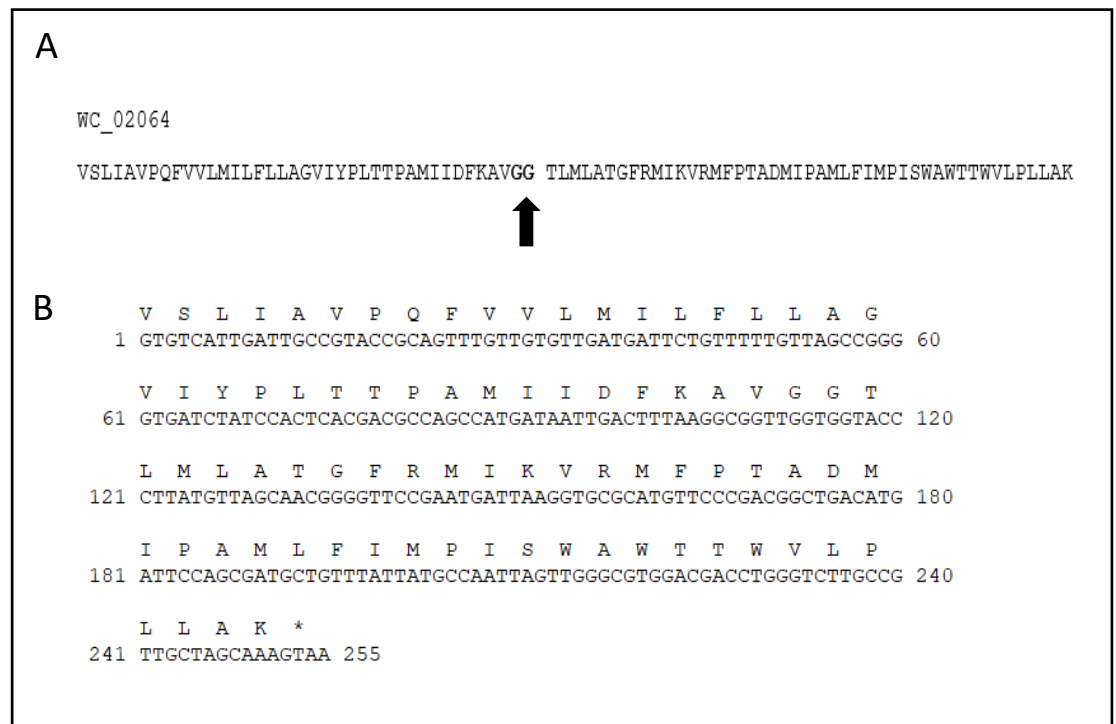 A
WC_02064
VSLIAVPQFVVLMILFLLAGVIYPLTTPAMIIDFKAVGG TLMLATGFRMIKVRMFPTADMIPAMLFIMPISWAWTTWVLPLLAK
B
V S L I A V P Q F V V L M I L F L L A G
1 GTGTCATTGATTGCCGTACCGCAGTTTGTTGTGTTGATGATTCTGTTTTTGTTAGCCGGG 60
V I Y P L T T P A M I I D F K A V G G T
61 GTGATCTATCCACTCACGACGCCAGCCATGATAATTGACTTTAAGGCGGTTGGTGGTACC 120
L M L A T G F R M I K V R M F P T A D M
121 CTTATGTTAGCAACGGGGTTCCGAATGATTAAGGTGCGCATGTTCCCGACGGCTGACATG 180
I P A M L F I M P I S W A W T T W V L P
181 ATTCCAGCGATGCTGTTTATTATGCCAATTAGTTGGGCGTGGACGACCTGGGTCTTGCCG 240
L L A K *
241 TTGCTAGCAAAGTAA 255